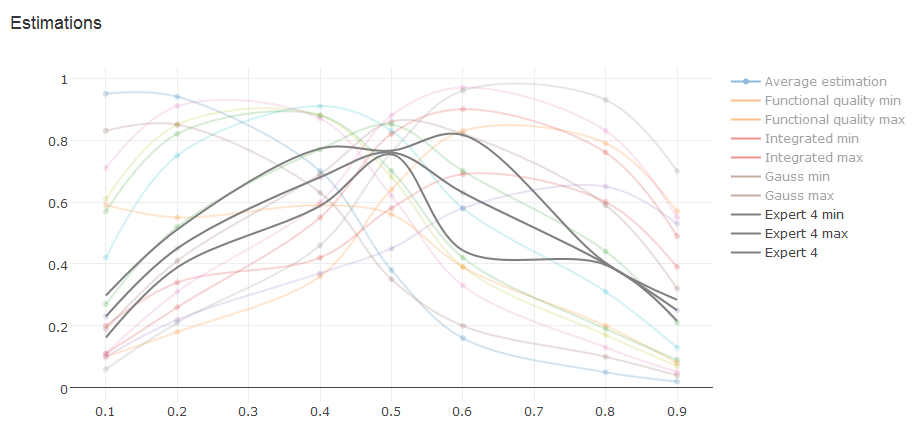 Estimations
1
0.8
0.6
0.4
0.2
0
0.1 0.2 0.3 0.4 0.5 0.6 0.7 0.8 0.9
Average estimation
Functional quality min
Functional quality max
Integrated min
Integrated max
Gauss min
Gauss max
Expert 4 min
Expert 4 max
Expert 4